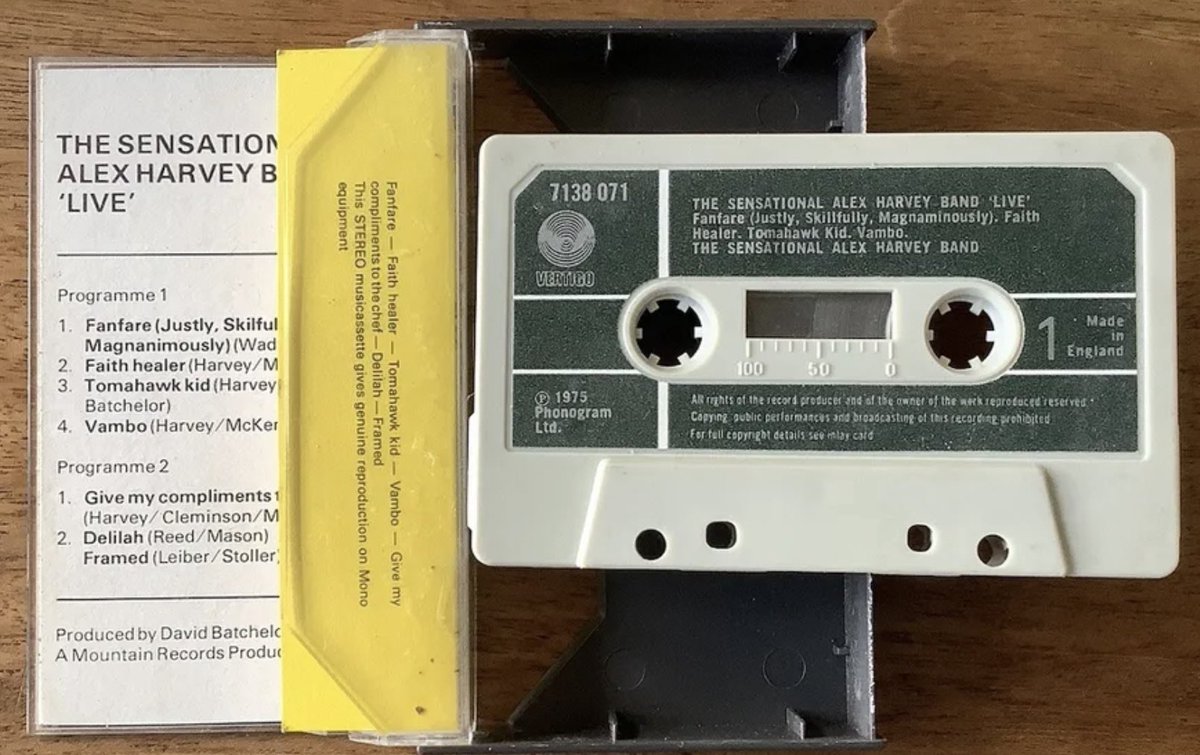 THE SENSATION
ALEX HARVEY B
'LIVE'
Programme 1
1. Fanfare (Justly, Skilful
Magnanimously) (Wad
2. Faith healer (Harvey/M
3. Tomahawk kid (Harvey
Batchelor)
4. Vambo (Harvey/McKer
Programme 2
1. Give my compliments t
(Harvey/Cleminson/M
2. Delilah (Reed/Mason)
Framed (Leiber/Stoller)
Produced by David Batchelo
A Mountain Records Produc
Fanfare — Faith healer — Tomahawk kid — Vambo — Give my
compliments to the chef — Delilah — Framed
This STEREO musicassette gives genuine reproduction on Mono
equipment
7138 071
VERTIGO
THE SENSATIONAL ALEX HARVEY BAND 'LIVE'
Fanfare (Justly, Skillfully, Magnaminously). Faith
Healer. Tomahawk Kid. Vambo.
THE SENSATIONAL ALEX HARVEY BAND
100 50 0
1
Made
in
England
Ⓟ 1975
Phonogram
Ltd.
All rights of the record producer and of the owner of the work reproduced reserved
Copying, public performances and broadcasting of this recording prohibited
For full copyright details see inlay card